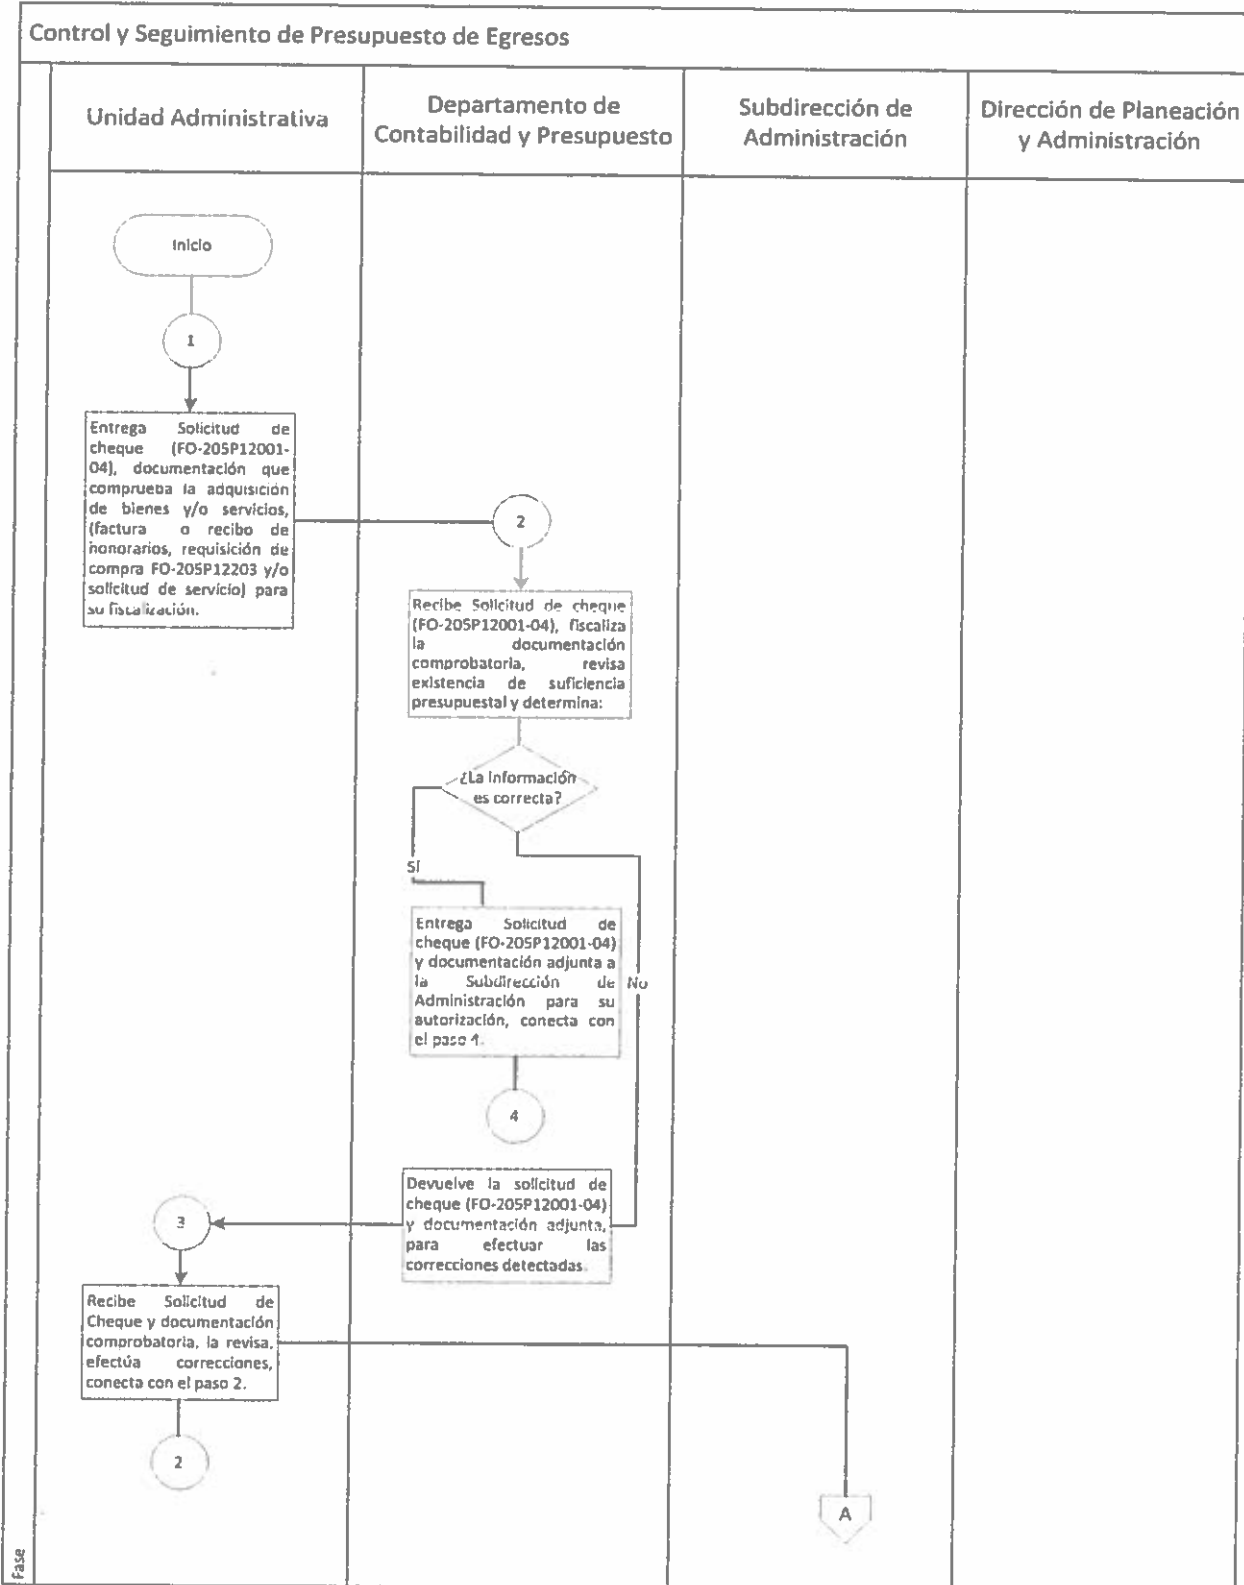 Control y Seguimiento de Presupuesto de Egresos
Unidad Administrativa
Departamento de
Contabilidad y Presupuesto
Subdirección de
Administración
Dirección de Planeación
y Administración
Inicio
1
Entrega Solicitud de
cheque (FO-205P12001-
04), documentación que
comprueba la adquisición
de bienes y/o servicios,
(factura o recibo de
honorarios, requisición de
compra FO-205P12203 y/o
solicitud de servicio) para
su fiscalización.
2
Recibe Solicitud de cheque
(FO-205P12001-04), fiscaliza
la documentación
comprobatoria, revisa
existencia de suficiencia
presupuestal y determina:
¿La información
es correcta?
Sí
Entrega Solicitud de
cheque (FO-205P12001-04)
y documentación adjunta a
la Subdirección de
Administración para su
autorización, conecta con
el paso 4.
No
4
Devuelve la solicitud de
cheque (FO-205P12001-04)
y documentación adjunta,
para efectuar las
correcciones detectadas.
3
Recibe Solicitud de
Cheque y documentación
comprobatoria, la revisa,
efectúa correcciones,
conecta con el paso 2.
2
A
Fase